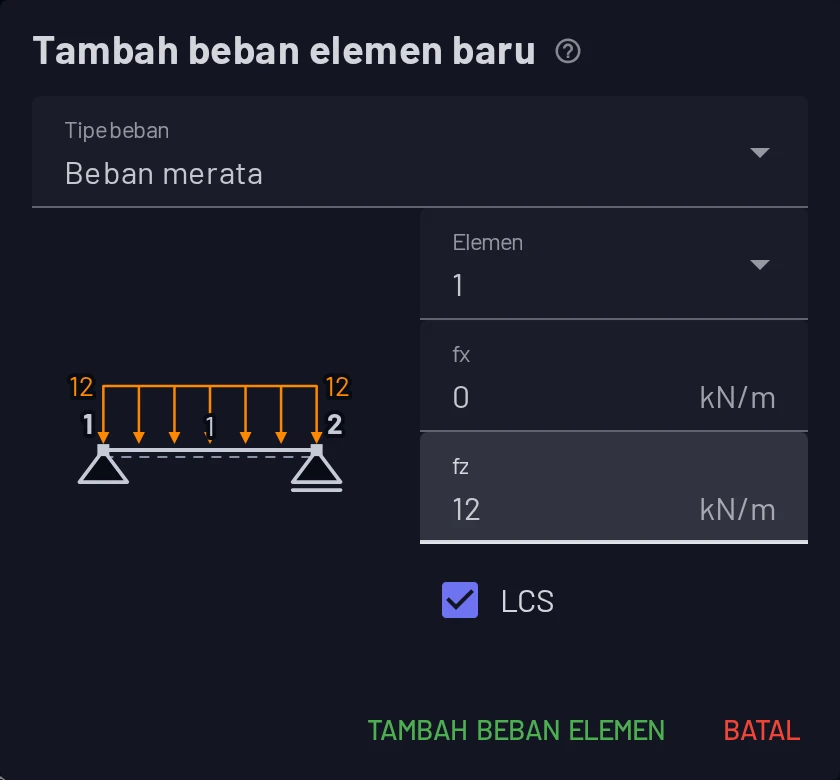 Tambah beban elemen baru ?
Tipe beban
Beban merata
Elemen
1
fx
0 kN/m
fz
12 kN/m
LCS
12 12
1 1 2
TAMBAH BEBAN ELEMEN BATAL